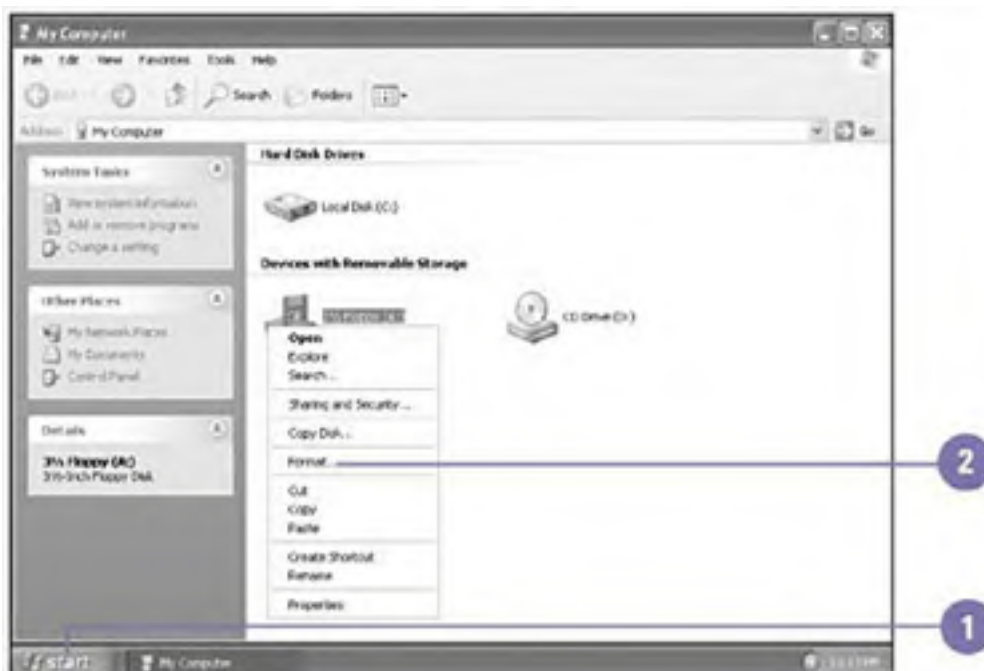 My Computer
File Edit View Favorites Tools Help
Search Folders
Address My Computer Go
System Tasks
View system information
Add or remove programs
Change a setting
Other Places
My Network Places
My Documents
Control Panel
Details
3½ Floppy (A:)
3½-Inch Floppy Disk
Hard Disk Drives
Local Disk (C:)
Devices with Removable Storage
3½ Floppy (A:)
CD Drive (D:)
Open
Explore
Search...
Sharing and Security...
Copy Disk...
Format...
Cut
Copy
Paste
Create Shortcut
Rename
Properties
2
1
start My Computer